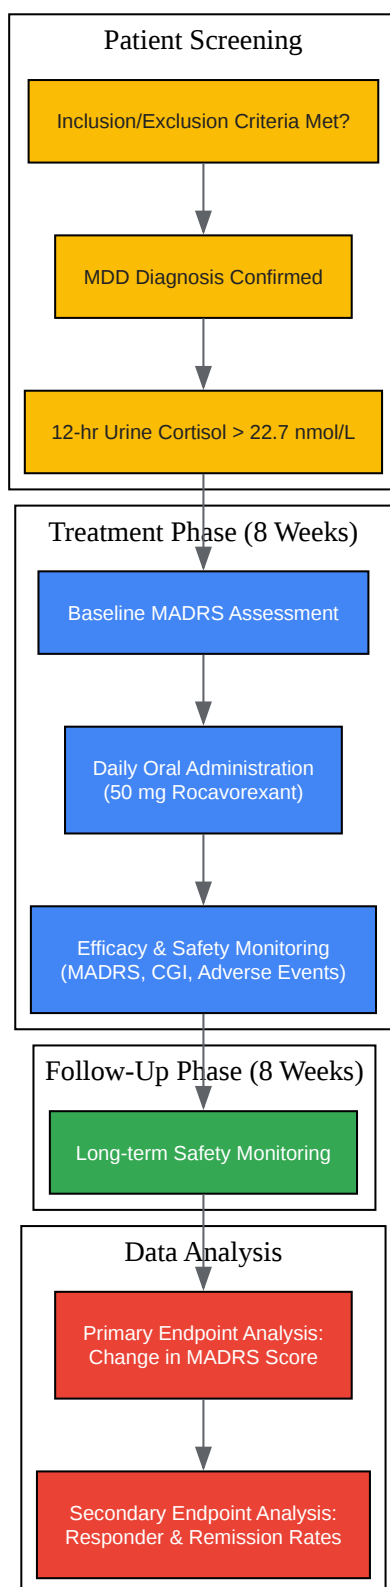 Patient Screening
Inclusion/Exclusion Criteria Met?
MDD Diagnosis Confirmed
12-hr Urine Cortisol > 22.7 nmol/L
Treatment Phase (8 Weeks)
Baseline MADRS Assessment
Daily Oral Administration
(50 mg Rocavorexant)
Efficacy & Safety Monitoring
(MADRS, CGI, Adverse Events)
Follow-Up Phase (8 Weeks)
Long-term Safety Monitoring
Data Analysis
Primary Endpoint Analysis:
Change in MADRS Score
Secondary Endpoint Analysis:
Responder & Remission Rates